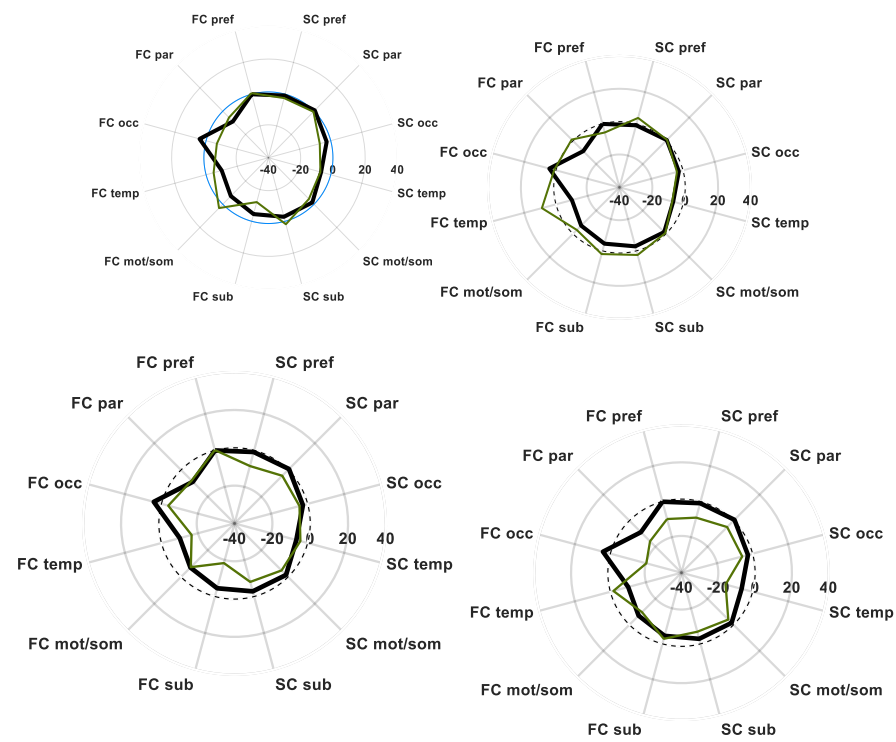 FC pref SC pref
FC par SC par
FC occ SC occ
-40 -20 0 20 40
FC temp SC temp
FC mot/som SC mot/som
FC sub SC sub
FC pref SC pref
FC par SC par
FC occ SC occ
-40 -20 0 20 40
FC temp SC temp
FC mot/som SC mot/som
FC sub SC sub
FC pref SC pref
FC par SC par
FC occ SC occ
-40 -20 0 20 40
FC temp SC temp
FC mot/som SC mot/som
FC sub SC sub
FC pref SC pref
FC par SC par
FC occ SC occ
-40 -20 0 20 40
FC temp SC temp
FC mot/som SC mot/som
FC sub SC sub